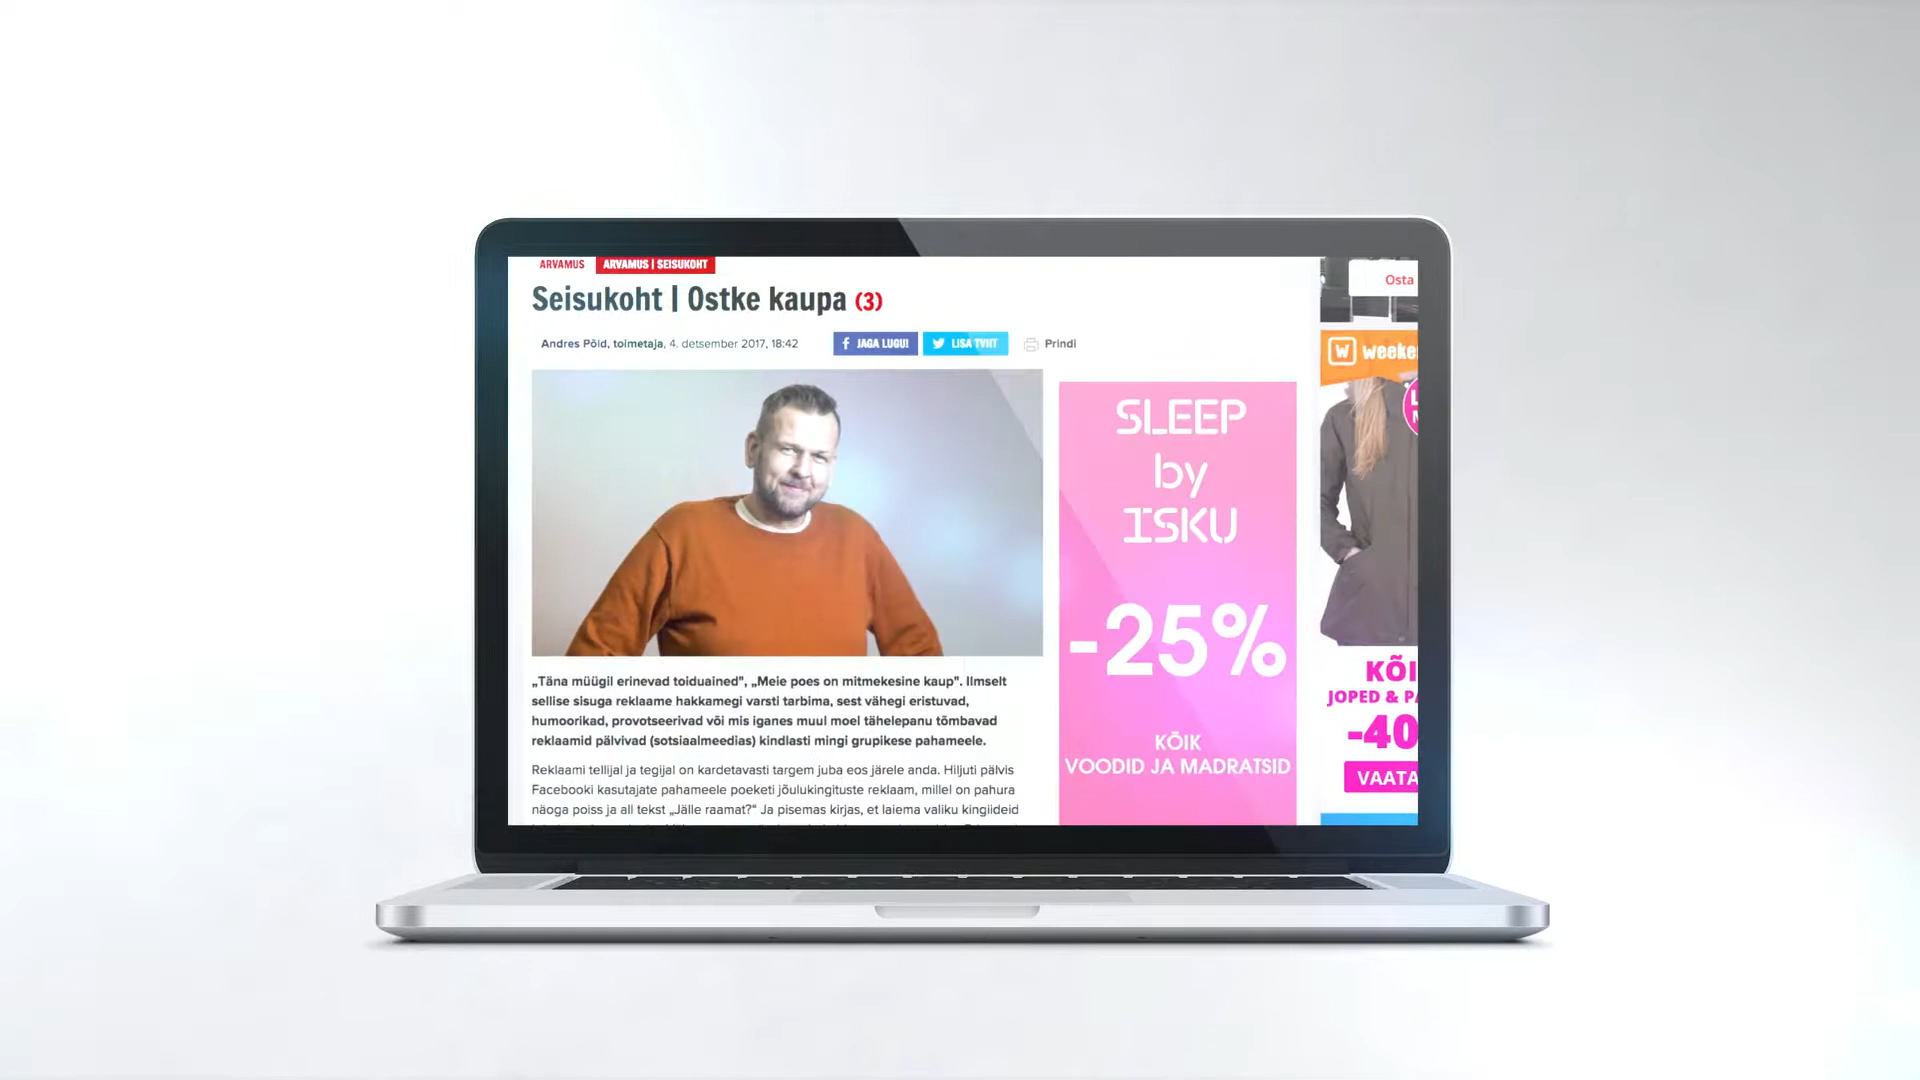 ARVAMUS ARVAMUS | SEISUKOHT
Seisukoht | Ostke kaupa (3)
Andres Põid, toimetaja, 4. detsember 2017, 18:42
JAGA LUGU!
LISA TVIIT
Prindi
„Täna müügil erinevad toiduained", „Meie poes on mitmekesine kaup". Ilmselt
sellise sisuga reklaame hakkamegi varsti tarbima, sest vähegi eristuvad,
humoorikad, provotseerivad või mis iganes muul moel tähelepanu tõmbavad
reklaamid pälvivad (sotsiaalmeedias) kindlasti mingi grupikese pahameele.
Reklaami tellijal ja tegijal on kardetavasti targem juba eos järele anda. Hiljuti pälvis
Facebooki kasutajate pahameele poeketi jõulukingituste reklaam, millel on pahura
näoga poiss ja all tekst „Jälle raamat?“ Ja pisemas kirjas, et laiema valiku kingiideid
SLEEP
by
ISKU
-25%
KÕIK
VOODID JA MADRATSID
Osta
W weeke
KÕI
JOPED & P
-40
VAATA